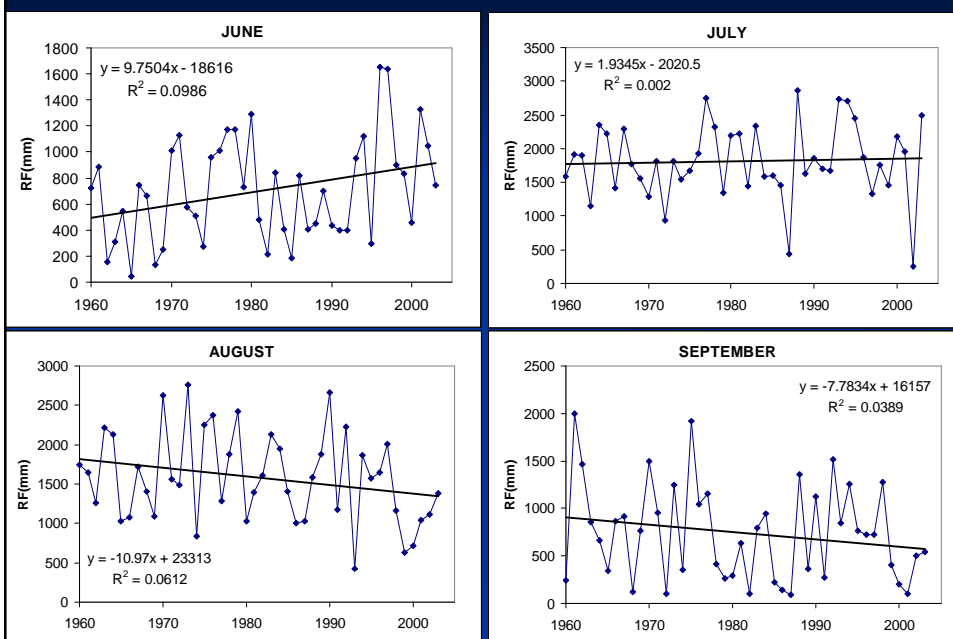 JUNE
y = 9.7504x - 18616
R² = 0.0986
RF(mm)
1800
1600
1400
1200
1000
800
600
400
200
0
1960 1970 1980 1990 2000
JULY
y = 1.9345x - 2020.5
R² = 0.002
RF(mm)
3500
3000
2500
2000
1500
1000
500
0
1960 1970 1980 1990 2000
AUGUST
RF(mm)
3000
2500
2000
1500
1000
500
0
y = -10.97x + 23313
R² = 0.0612
1960 1970 1980 1990 2000
SEPTEMBER
y = -7.7834x + 16157
R² = 0.0389
RF(mm)
2500
2000
1500
1000
500
0
1960 1970 1980 1990 2000